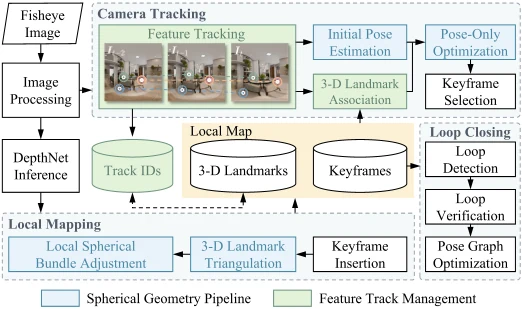 Fisheye
Image
Image
Processing
DepthNet
Inference
Camera Tracking
Feature Tracking
Initial Pose
Estimation
Pose-Only
Optimization
3-D Landmark
Association
Keyframe
Selection
Track IDs
Local Map
3-D Landmarks
Keyframes
Loop Closing
Loop
Detection
Loop
Verification
Pose Graph
Optimization
Local Mapping
Local Spherical
Bundle Adjustment
3-D Landmark
Triangulation
Keyframe
Insertion
Spherical Geometry Pipeline
Feature Track Management